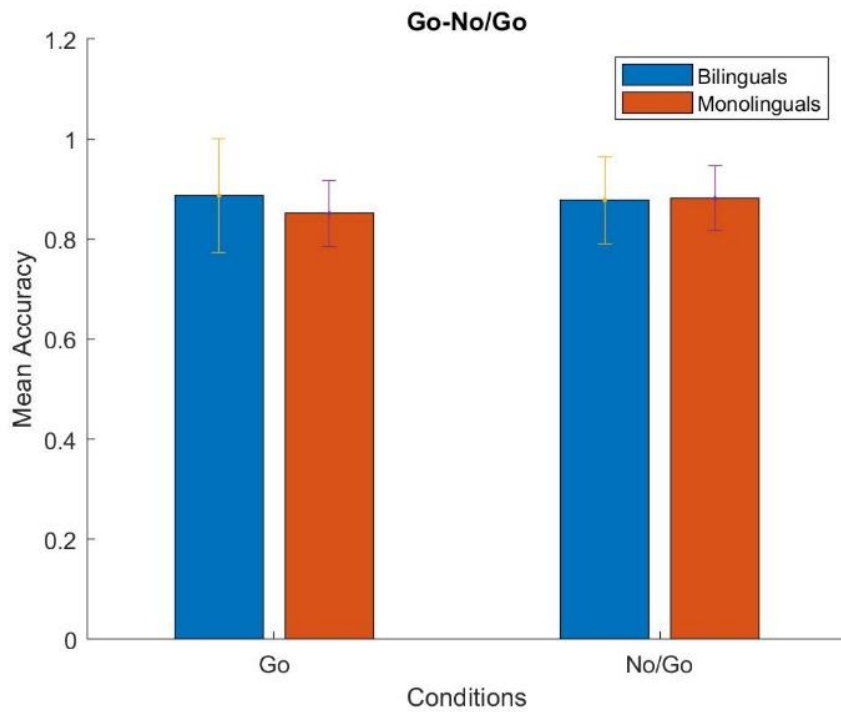 Go-No/Go
Bilinguals
Monolinguals
Mean Accuracy
1.2
1
0.8
0.6
0.4
0.2
0
Go
No/Go
Conditions